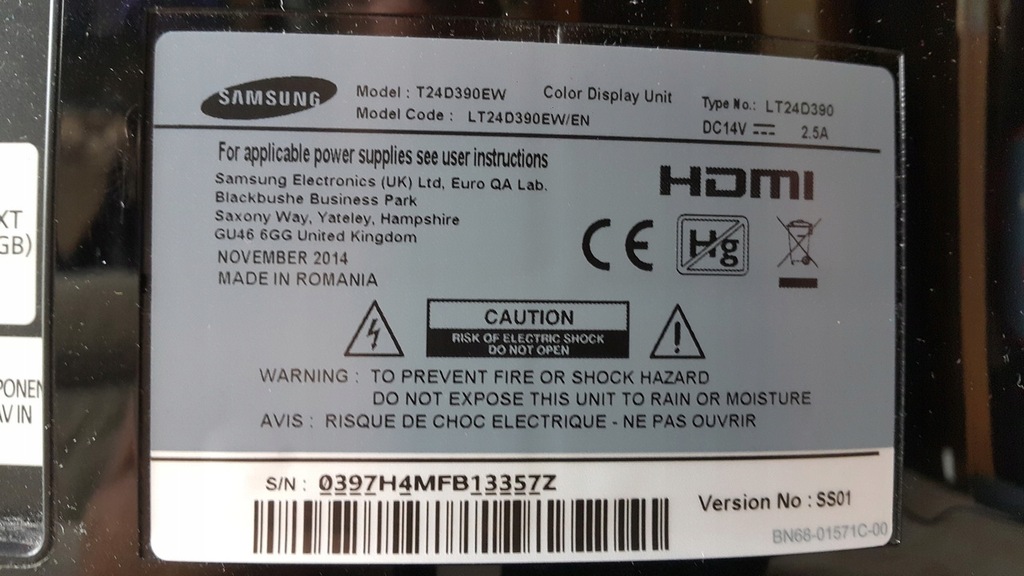 SAMSUNG
Model : T24D390EW Color Display Unit Type No.: LT24D390
Model Code : LT24D390EW/EN DC14V 2.5A
For applicable power supplies see user instructions
Samsung Electronics (UK) Ltd, Euro QA Lab.
Blackbushe Business Park
Saxony Way, Yateley, Hampshire
GU46 6GG United Kingdom
NOVEMBER 2014
MADE IN ROMANIA
HDMI
CE Hg
CAUTION
RISK OF ELECTRIC SHOCK
DO NOT OPEN
WARNING : TO PREVENT FIRE OR SHOCK HAZARD
DO NOT EXPOSE THIS UNIT TO RAIN OR MOISTURE
AVIS : RISQUE DE CHOC ELECTRIQUE - NE PAS OUVRIR
S/N : 0397H4MFB13357Z
Version No : SS01
BN68-01571C-00
XT
GB)
PONEN
AV IN